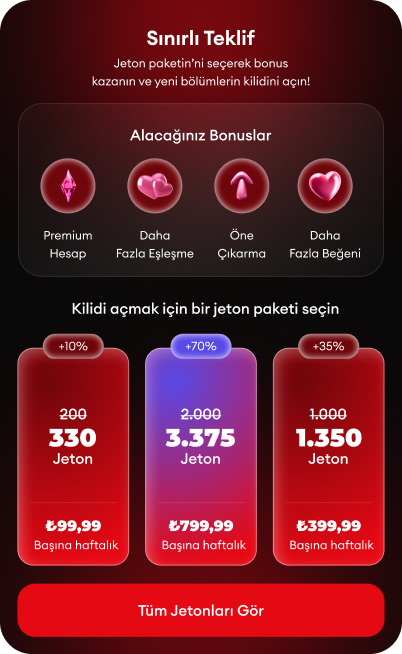 Sınırlı Teklif
Jeton paketin'ni seçerek bonus
kazanın ve yeni bölümlerin kilidini açın!
Alacağınız Bonuslar
Premium
Hesap
Daha
Fazla Eşleşme
Öne
Çıkarma
Daha
Fazla Beğeni
Kilidi açmak için bir jeton paketi seçin
+10%
200
330
Jeton
₺99,99
Başına haftalık
+70%
2.000
3.375
Jeton
₺799,99
Başına haftalık
+35%
1.000
1.350
Jeton
₺399,99
Başına haftalık
Tüm Jetonları Gör